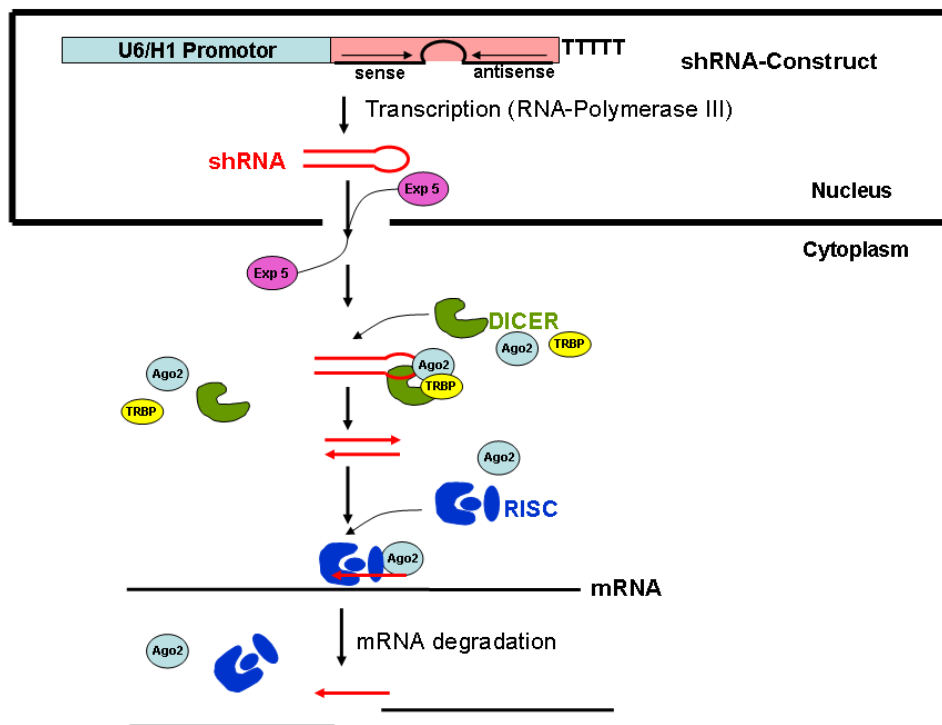 U6/H1 Promotor
TTTTT
sense
antisense
shRNA-Construct
Transcription (RNA-Polymerase III)
shRNA
Exp 5
Nucleus
Cytoplasm
Exp 5
DICER
Ago2
TRBP
Ago2
TRBP
Ago2
TRBP
Ago2
RISC
Ago2
mRNA
mRNA degradation
Ago2